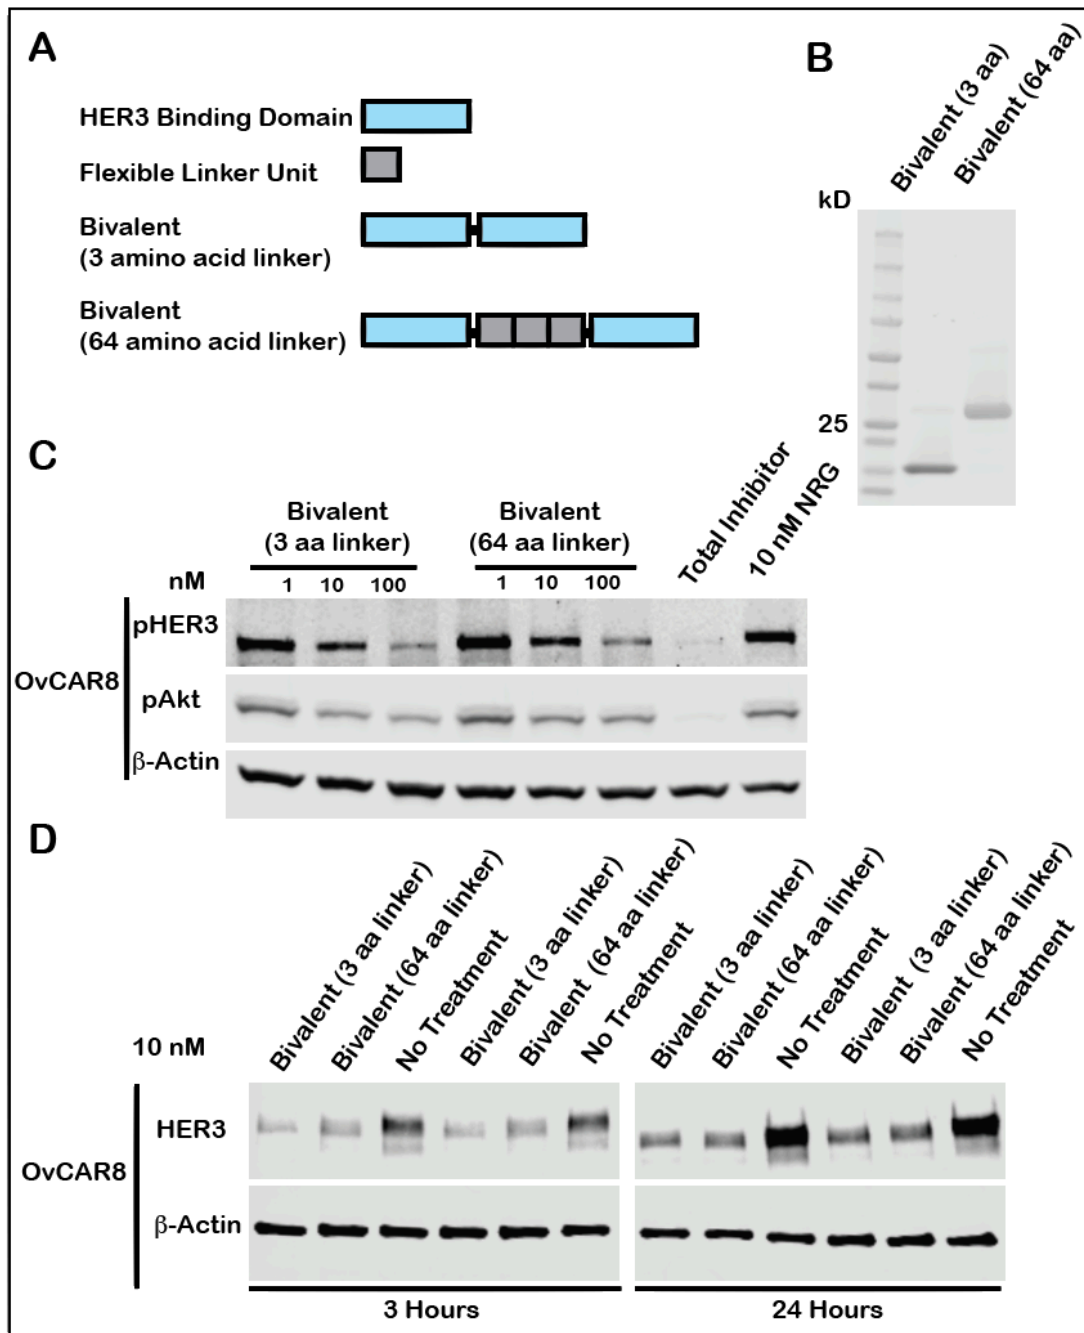 A
HER3 Binding Domain
Flexible Linker Unit
Bivalent
(3 amino acid linker)
Bivalent
(64 amino acid linker)
B
Bivalent (3 aa)
Bivalent (64 aa)
kD
25
C
Bivalent
(3 aa linker)
Bivalent
(64 aa linker)
Total Inhibitor
10 nM NRG
nM
1 10 100
1 10 100
OvCAR8
pHER3
pAkt
β-Actin
D
10 nM
Bivalent (3 aa linker)
Bivalent (64 aa linker)
No Treatment
Bivalent (3 aa linker)
Bivalent (64 aa linker)
No Treatment
Bivalent (3 aa linker)
Bivalent (64 aa linker)
No Treatment
Bivalent (3 aa linker)
Bivalent (64 aa linker)
No Treatment
OvCAR8
HER3
β-Actin
3 Hours
24 Hours